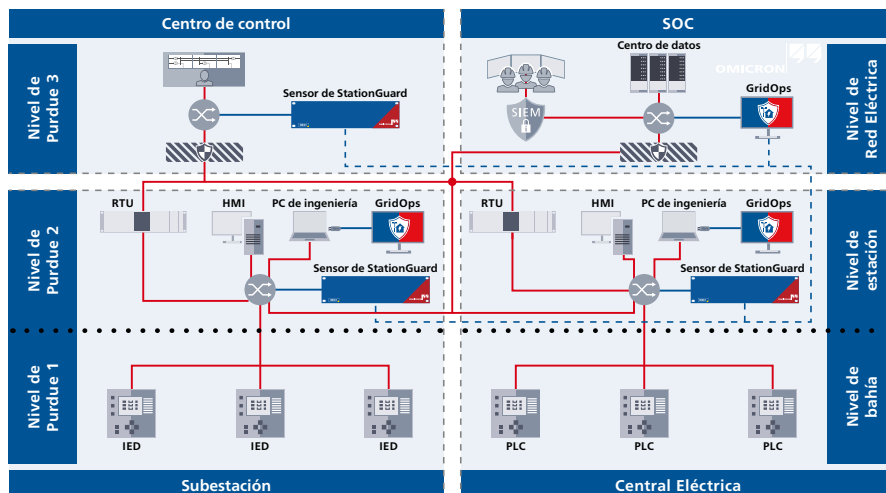 Centro de control
SOC
Nivel de
Purdue 3
Sensor de StationGuard
Centro de datos
SIEM
OMICRON
GridOps
Nivel de
Red Eléctrica
Nivel de
Purdue 2
RTU
HMI
PC de ingeniería
GridOps
Sensor de StationGuard
RTU
HMI
PC de ingeniería
GridOps
Sensor de StationGuard
Nivel de
estación
Nivel de
Purdue 1
IED
IED
IED
PLC
PLC
PLC
Nivel de
bahía
Subestación
Central Eléctrica